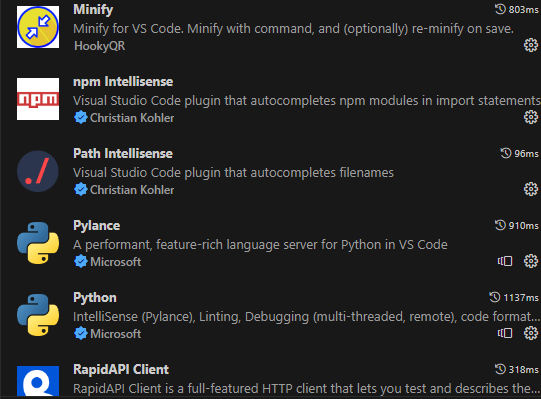 Minify
803ms
Minify for VS Code. Minify with command, and (optionally) re-minify on save.
HookyQR
npm
npm Intellisense
Visual Studio Code plugin that autocompletes npm modules in import statements
Christian Kohler
./
Path Intellisense
96ms
Visual Studio Code plugin that autocompletes filenames
Christian Kohler
Pylance
910ms
A performant, feature-rich language server for Python in VS Code
Microsoft
Python
1137ms
IntelliSense (Pylance), Linting, Debugging (multi-threaded, remote), code format...
Microsoft
RapidAPI Client
318ms
RapidAPI Client is a full-featured HTTP client that lets you test and describes the...